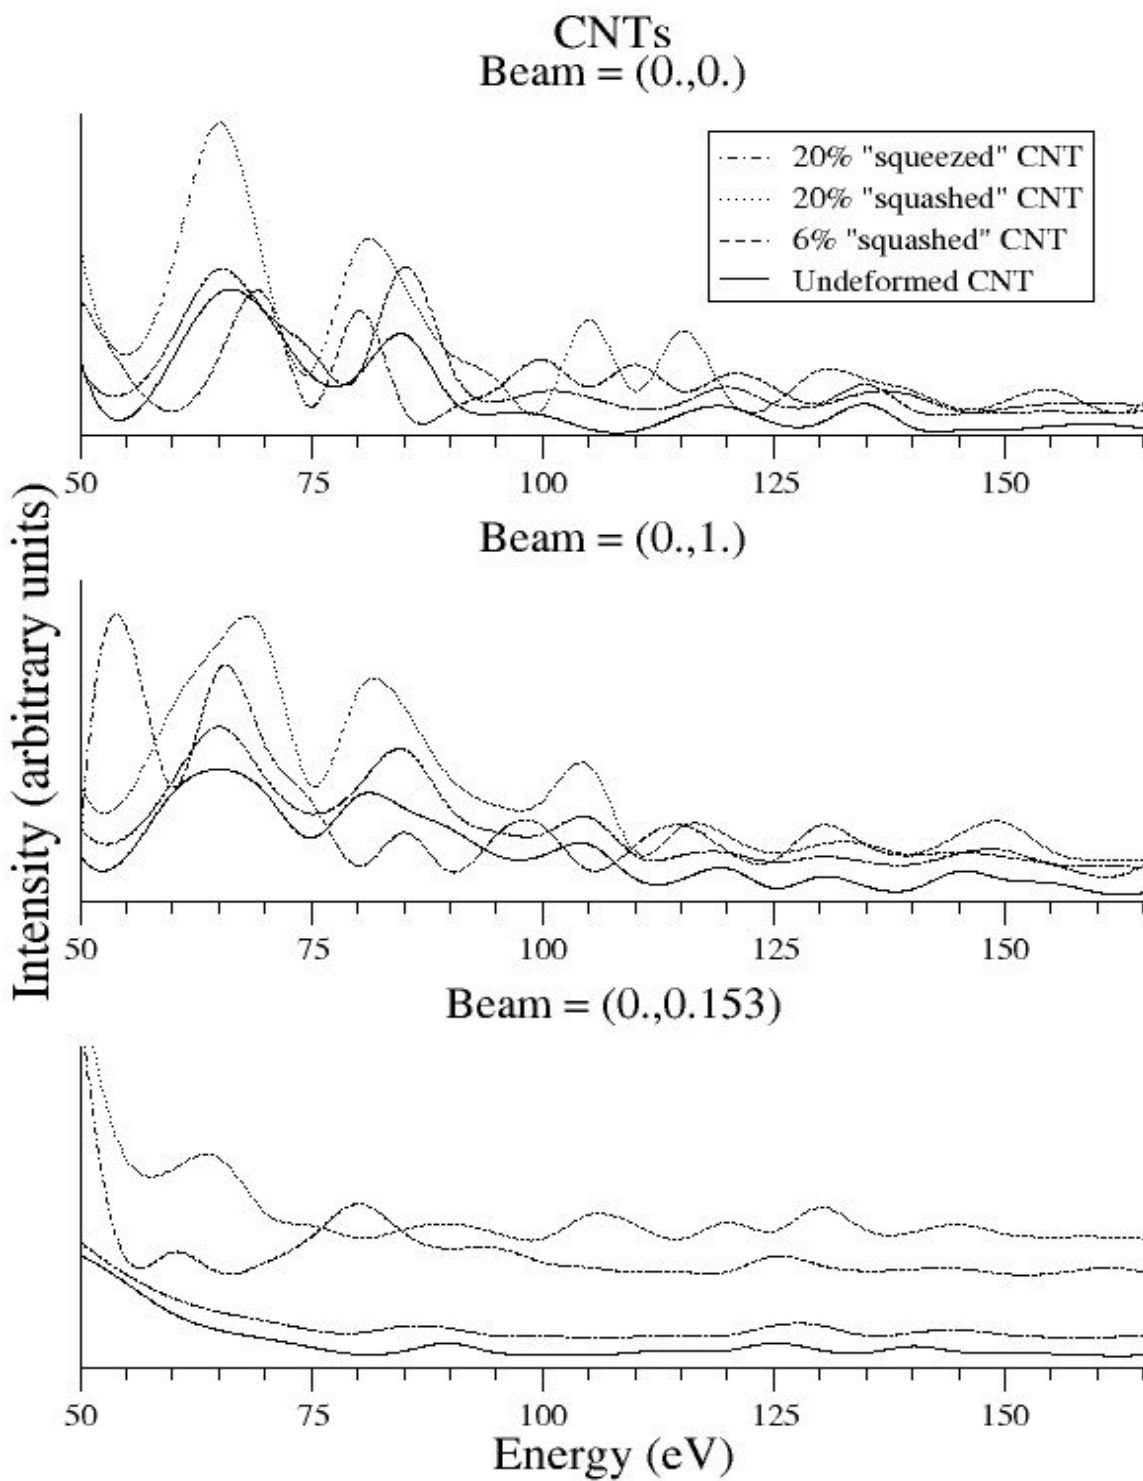 CNTs
Beam = (0.,0.)
20% "squeezed" CNT
20% "squashed" CNT
6% "squashed" CNT
Undeformed CNT
50 75 100 125 150
Beam = (0.,1.)
Intensity (arbitrary units)
50 75 100 125 150
Beam = (0.,0.153)
50 75 100 125 150
Energy (eV)